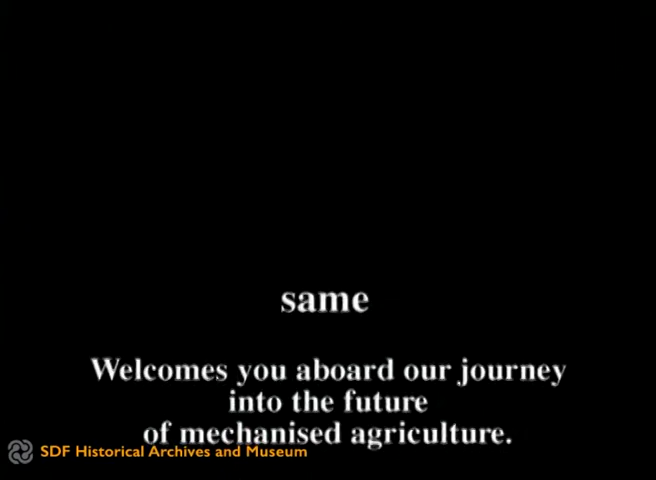 same
Welcomes you aboard our journey
into the future
of mechanised agriculture.
SDF Historical Archives and Museum